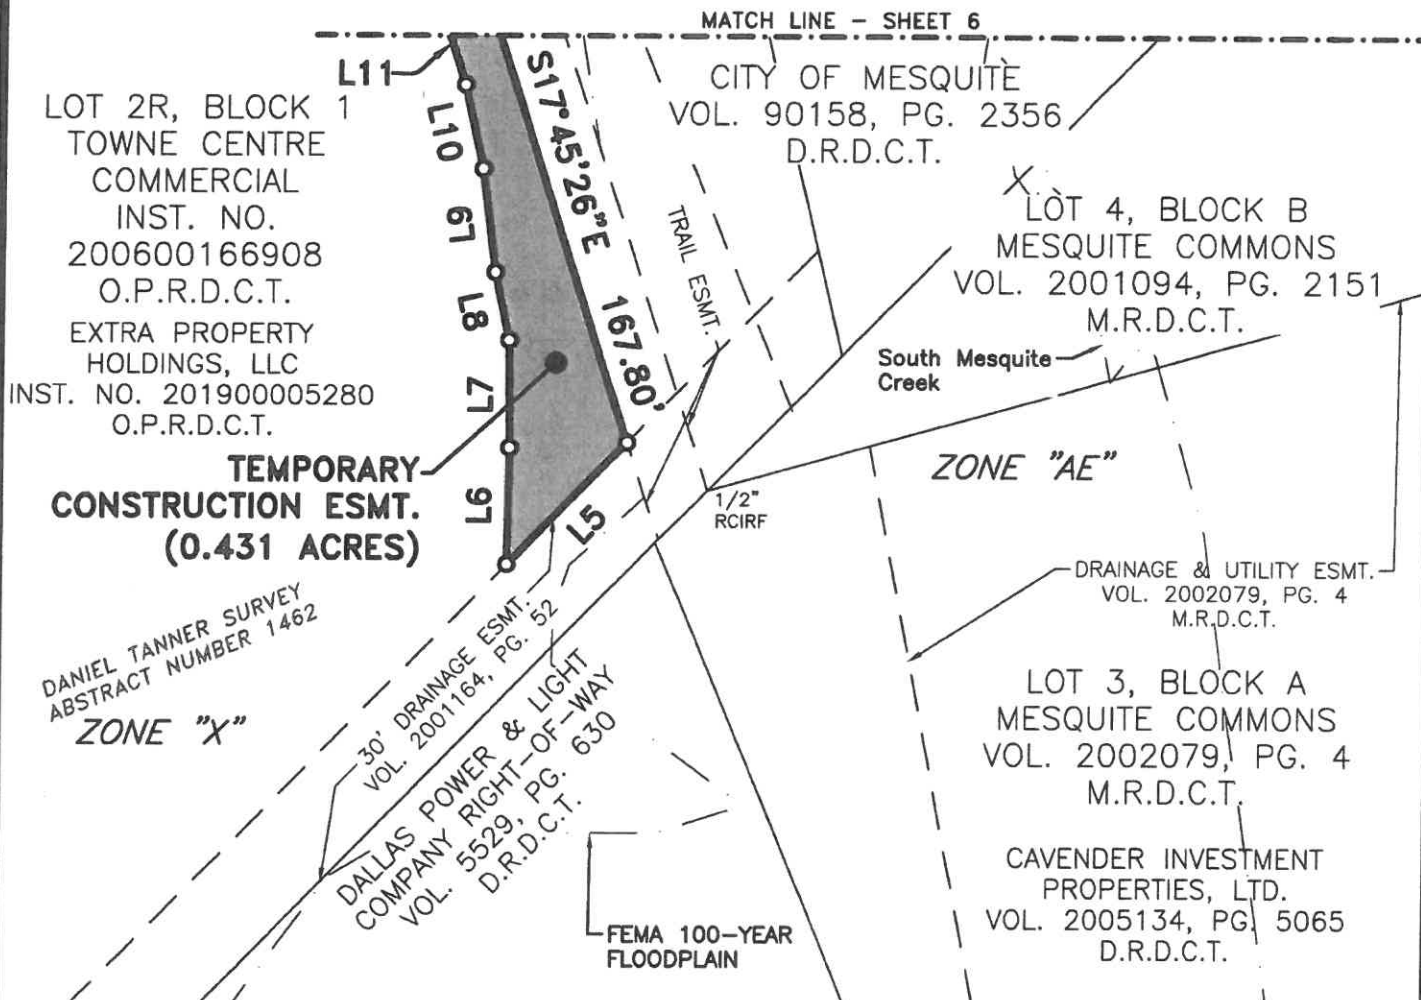 MATCH LINE - SHEET 6
L11
LOT 2R, BLOCK 1
TOWNE CENTRE
COMMERCIAL
INST. NO.
200600166908
O.P.R.D.C.T.
EXTRA PROPERTY
HOLDINGS, LLC
INST. NO. 201900005280
O.P.R.D.C.T.
L10
L9
L8
L7
L6
L5
S17°45'26"E 167.80'
TEMPORARY
CONSTRUCTION ESMT.
(0.431 ACRES)
CITY OF MESQUITE
VOL. 90158, PG. 2356
D.R.D.C.T.
TRAIL ESMT.
X
LOT 4, BLOCK B
MESQUITE COMMONS
VOL. 2001094, PG. 2151
M.R.D.C.T.
South Mesquite
Creek
ZONE "AE"
1/2"
RCIRF
DRAINAGE & UTILITY ESMT.
VOL. 2002079, PG. 4
M.R.D.C.T.
DANIEL TANNER SURVEY
ABSTRACT NUMBER 1462
ZONE "X"
30' DRAINAGE ESMT.
VOL. 2001164, PG. 52
DALLAS POWER & LIGHT
COMPANY RIGHT-OF-WAY
VOL. 5529, PG. 630
D.R.D.C.T.
LOT 3, BLOCK A
MESQUITE COMMONS
VOL. 2002079, PG. 4
M.R.D.C.T.
CAVENDER INVESTMENT
PROPERTIES, LTD.
VOL. 2005134, PG. 5065
D.R.D.C.T.
FEMA 100-YEAR
FLOODPLAIN